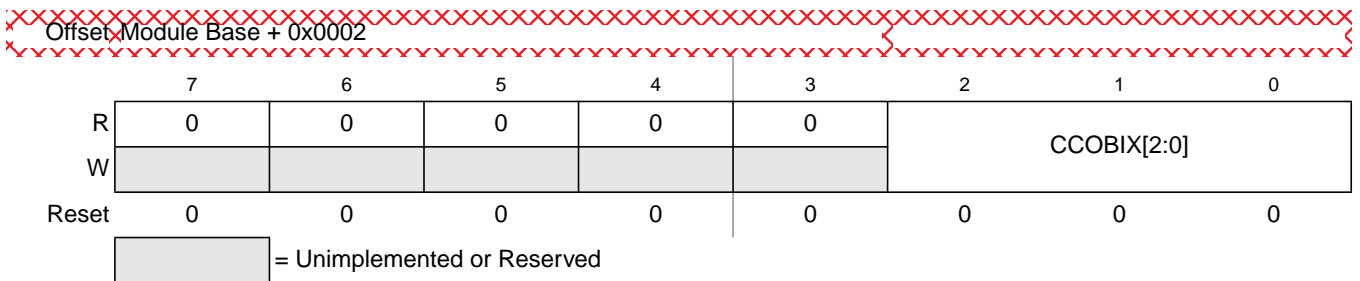 Offset Module Base + 0x0002
7 6 5 4 3 2 1 0
R 0 0 0 0 0 CCOBIX[2:0]
W
Reset 0 0 0 0 0 0 0 0
= Unimplemented or Reserved